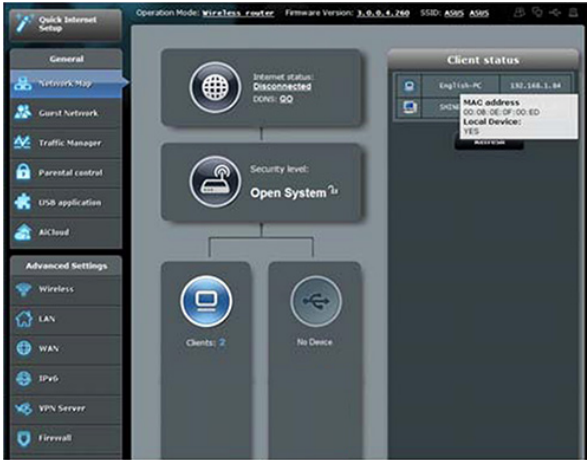 Quick Internet
Setup
Operation Mode: Wireless router Firmware Version: 3.0.0.4.260 SSID: ASUS ASUS
General
Network Map
Guest Network
Traffic Manager
Parental control
USB application
AiCloud
Advanced Settings
Wireless
LAN
WAN
IPv6
VPN Server
Firewall
Internet status:
Disconnected
DDNS: GO
Security level:
Open System
Clients: 2
No Device
Client status
English-PC 192.168.1.84
MAC address
00:08:0E:0F:00:ED
Local Device:
YES